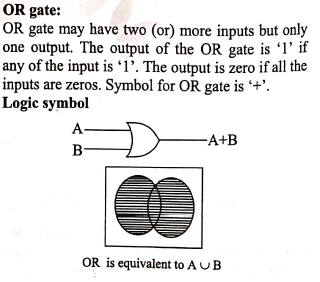 OR gate:
OR gate may have two (or) more inputs but only
one output. The output of the OR gate is ‘1’ if
any of the input is ‘1’. The output is zero if all the
inputs are zeros. Symbol for OR gate is ‘+’.
Logic symbol
A
A+B
B
OR is equivalent to A ∪ B